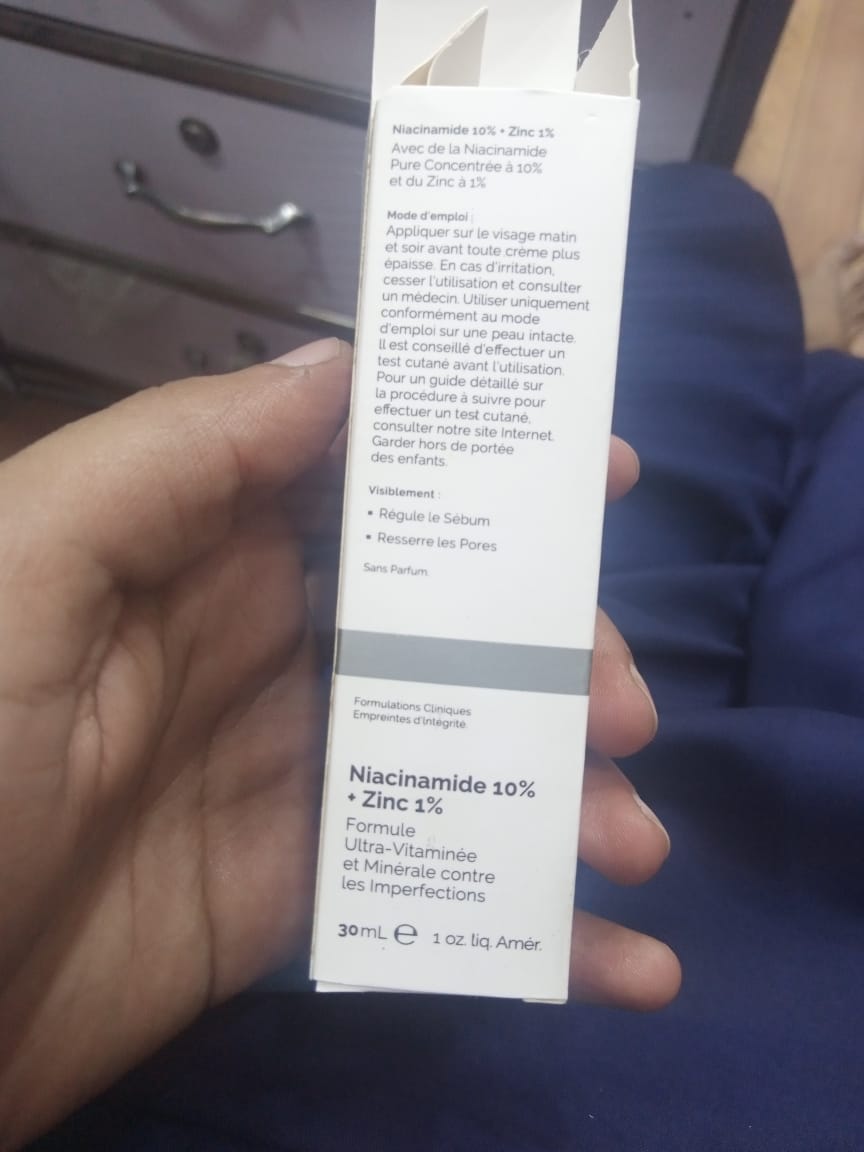 Niacinamide 10% + Zinc 1%
Avec de la Niacinamide
Pure Concentrée à 10%
et du Zinc à 1%
Mode d'emploi :
Appliquer sur le visage matin
et soir avant toute crème plus
épaisse. En cas d'irritation,
cesser l'utilisation et consulter
un médecin. Utiliser uniquement
conformément au mode
d'emploi sur une peau intacte.
Il est conseillé d'effectuer un
test cutané avant l'utilisation.
Pour un guide détaillé sur
la procédure à suivre pour
effectuer un test cutané,
consulter notre site Internet.
Garder hors de portée
des enfants.
Visiblement :
▪ Régule le Sébum
▪ Resserre les Pores
Sans Parfum.
Formulations Cliniques
Empreintes d'Intégrité.
Niacinamide 10%
+ Zinc 1%
Formule
Ultra-Vitaminée
et Minérale contre
les Imperfections
30mL ℮ 1 oz. liq. Amér.